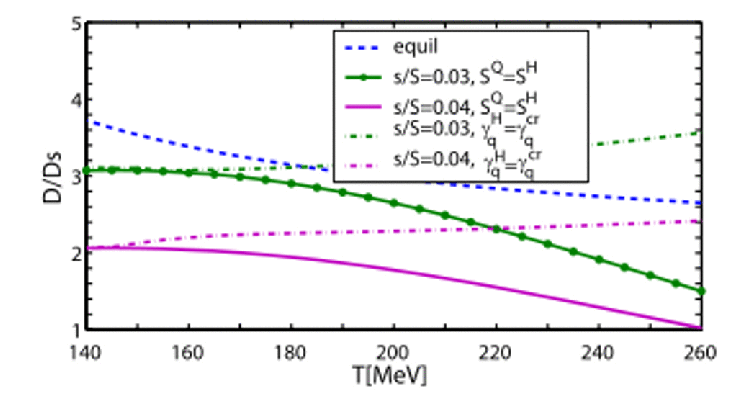 5
4
3
2
1
D/Ds
equil
s/S=0.03, S^Q=S^H
s/S=0.04, S^Q=S^H
s/S=0.03, γ_q^H=γ_q^cr
s/S=0.04, γ_q^H=γ_q^cr
140 160 180 200 220 240 260
T[MeV]